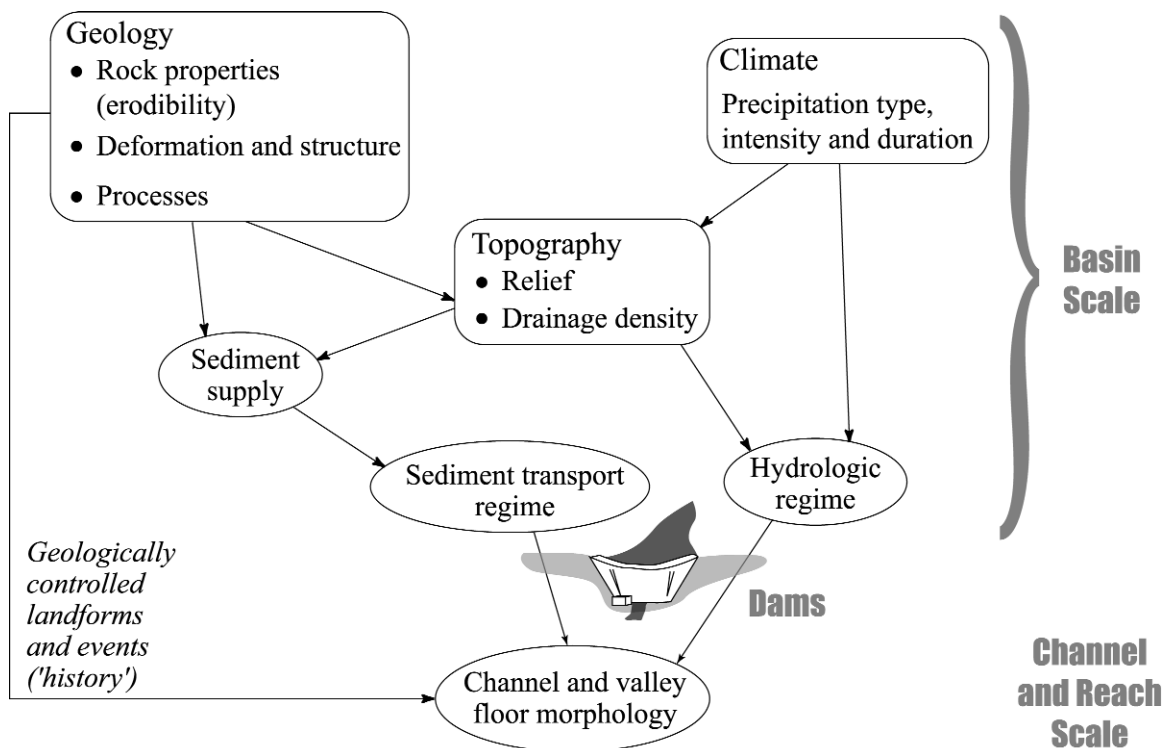 Geology
• Rock properties
(erodibility)
• Deformation and structure
• Processes
Climate
Precipitation type,
intensity and duration
Topography
• Relief
• Drainage density
Basin
Scale
Sediment
supply
Sediment transport
regime
Hydrologic
regime
Geologically
controlled
landforms
and events
('history')
Dams
Channel and valley
floor morphology
Channel
and Reach
Scale